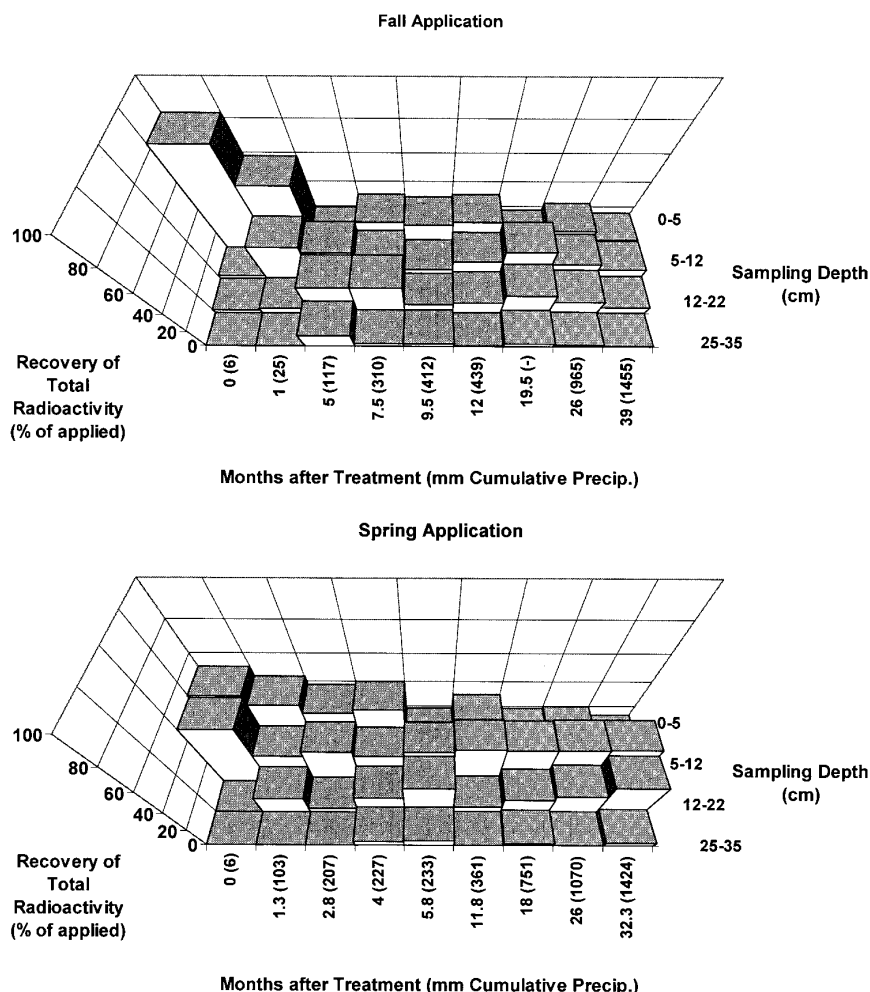 Fall Application
100
80
60
40
20
0
0-5
5-12
12-22
25-35
Sampling Depth
(cm)
Recovery of
Total
Radioactivity
(% of applied)
0 (6)
1 (25)
5 (117)
7.5 (310)
9.5 (412)
12 (439)
19.5 (-)
26 (965)
39 (1455)
Months after Treatment (mm Cumulative Precip.)
Spring Application
100
80
60
40
20
0
0-5
5-12
12-22
25-35
Sampling Depth
(cm)
Recovery of
Total
Radioactivity
(% of applied)
0 (6)
1.3 (103)
2.8 (207)
4 (227)
5.8 (233)
11.8 (361)
18 (751)
26 (1070)
32.3 (1424)
Months after Treatment (mm Cumulative Precip.)